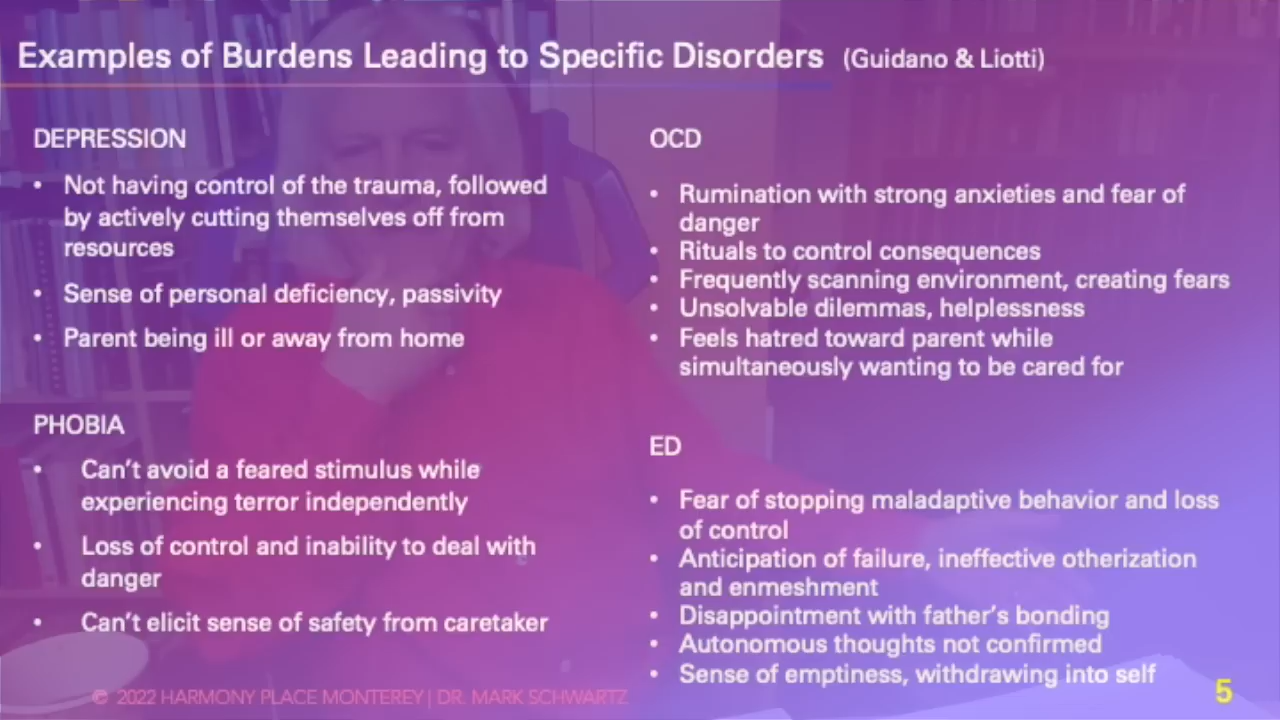 Examples of Burdens Leading to Specific Disorders (Guidano & Liotti)
DEPRESSION
• Not having control of the trauma, followed
by actively cutting themselves off from
resources
• Sense of personal deficiency, passivity
• Parent being ill or away from home
PHOBIA
• Can't avoid a feared stimulus while
experiencing terror independently
• Loss of control and inability to deal with
danger
• Can't elicit sense of safety from caretaker
OCD
• Rumination with strong anxieties and fear of
danger
• Rituals to control consequences
• Frequently scanning environment, creating fears
• Unsolvable dilemmas, helplessness
• Feels hatred toward parent while
simultaneously wanting to be cared for
ED
• Fear of stopping maladaptive behavior and loss
of control
• Anticipation of failure, ineffective otherization
and enmeshment
• Disappointment with father's bonding
• Autonomous thoughts not confirmed
• Sense of emptiness, withdrawing into self
© 2022 HARMONY PLACE MONTEREY | DR. MARK SCHWARTZ
5